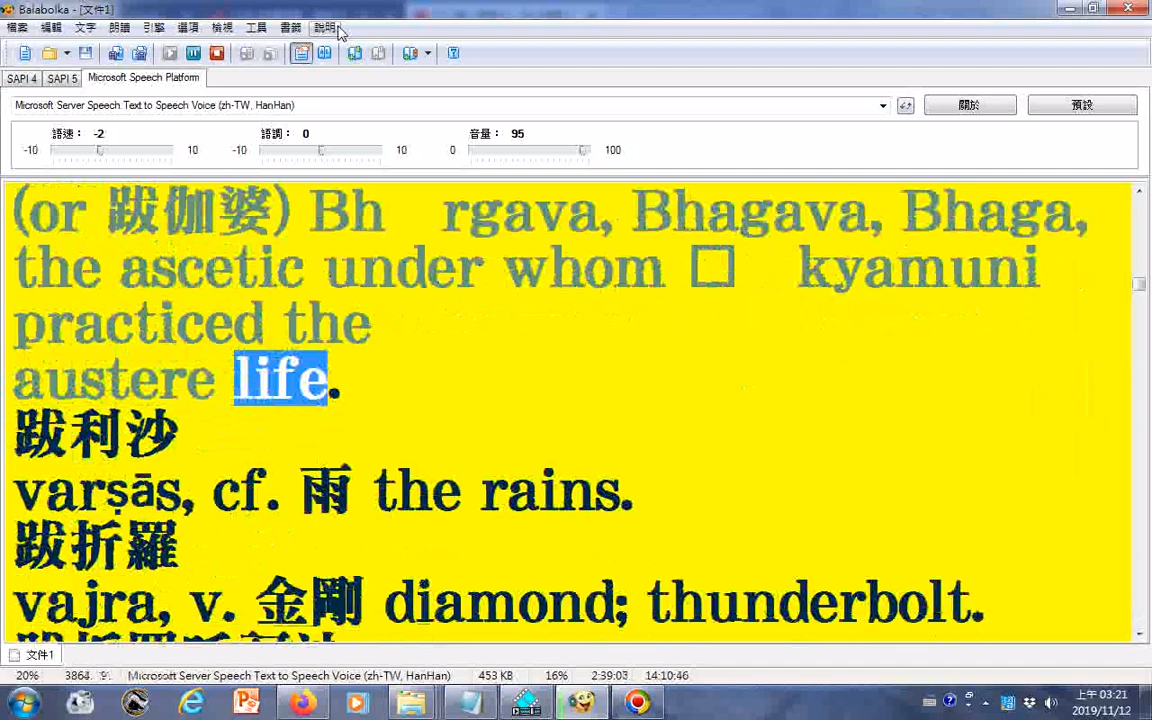 Balabolka - [文件1]
檔案 編輯 文字 朗讀 引擎 選項 檢視 工具 書籤 說明
SAPI 4 SAPI 5 Microsoft Speech Platform
Microsoft Server Speech Text to Speech Voice (zh-TW, HanHan) 關於 預設
語速： -2 語調： 0 音量： 95
-10 10 -10 10 0 100
(or 跋伽婆) Bh rgava, Bhagava, Bhaga,
the ascetic under whom □ kyamuni
practiced the
austere life.
跋利沙
varṣās, cf. 雨 the rains.
跋折羅
vajra, v. 金剛 diamond; thunderbolt.
文件1
20% Microsoft Server Speech Text to Speech Voice (zh-TW, HanHan) 453 KB 16% 2:39:03 14:10:46
上午 03:21
2019/11/12